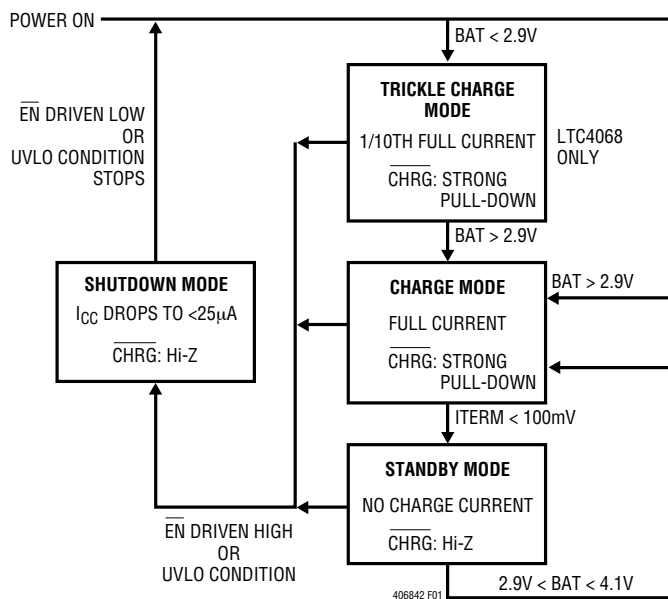 POWER ON
BAT < 2.9V
TRICKLE CHARGE
MODE
1/10TH FULL CURRENT
CHRG: STRONG
PULL-DOWN
LTC4068
ONLY
EN DRIVEN LOW
OR
UVLO CONDITION
STOPS
BAT > 2.9V
SHUTDOWN MODE
ICC DROPS TO <25µA
CHRG: Hi-Z
CHARGE MODE
FULL CURRENT
CHRG: STRONG
PULL-DOWN
BAT > 2.9V
ITERM < 100mV
STANDBY MODE
NO CHARGE CURRENT
CHRG: Hi-Z
EN DRIVEN HIGH
OR
UVLO CONDITION
406842 F01
2.9V < BAT < 4.1V